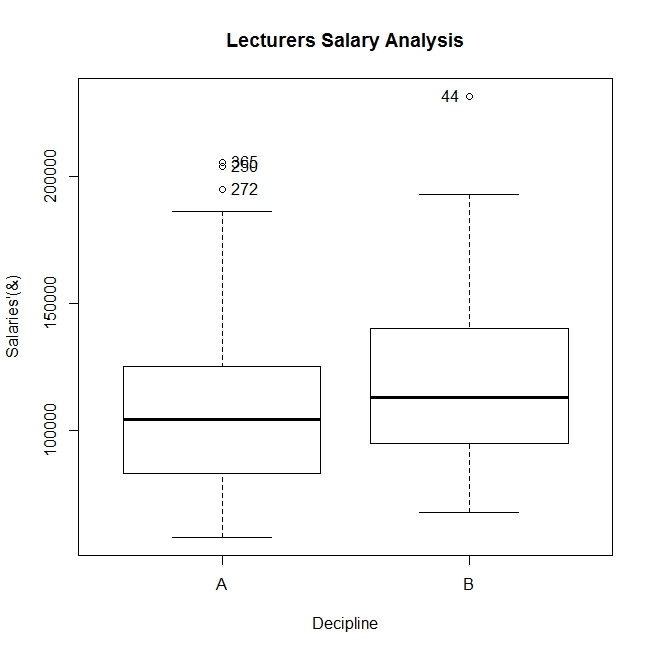 Lecturers Salary Analysis
44
365
290
272
200000
150000
100000
Salaries'(&)
A
B
Decipline